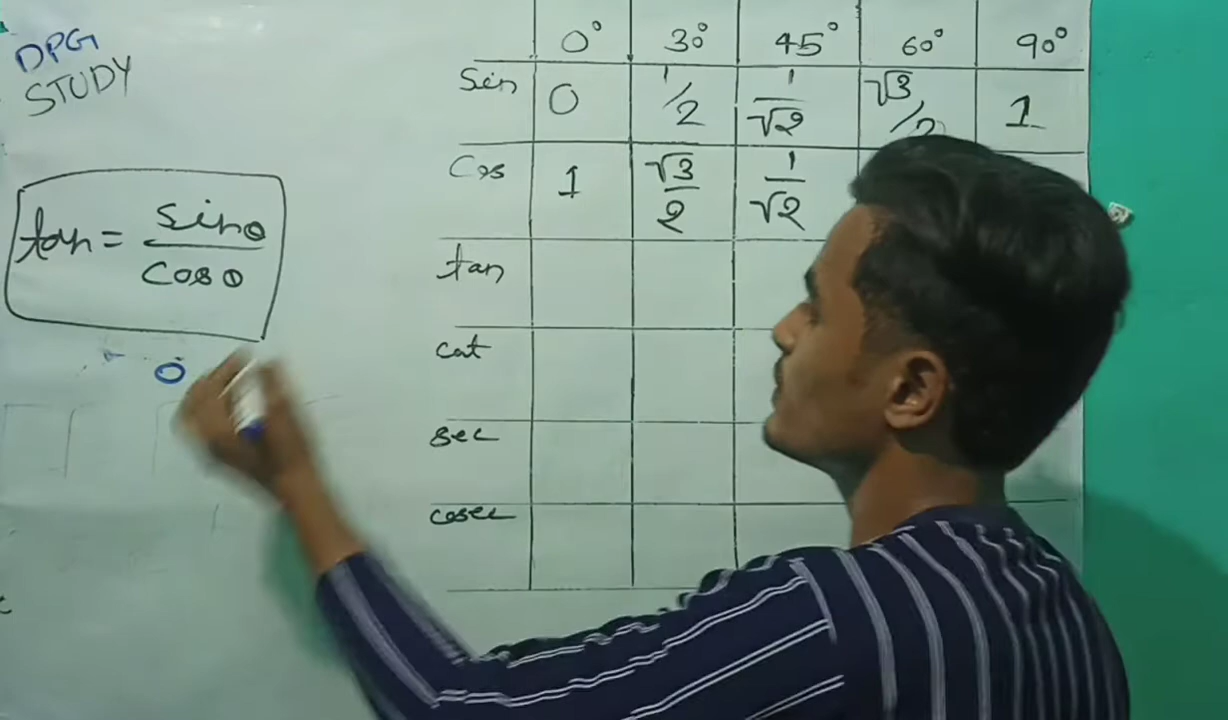 DPG
STUDY
0° 30° 45° 60° 90°
Sin 0 1/2 1/√2 √3/2 1
Cos 1 √3/2 1/√2
tan = sinθ/cosθ
tan
cat
sec
cosec
0